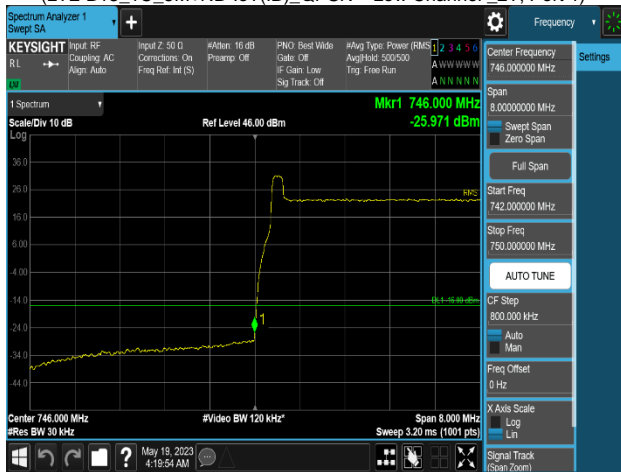 Spectrum Analyzer 1
Swept SA
Frequency
KEYSIGHT
RL
LXI
Input: RF
Coupling: AC
Align: Auto
Input Z: 50 Ω
Corrections: On
Freq Ref: Int (S)
#Atten: 16 dB
Preamp: Off
PNO: Best Wide
Gate: Off
IF Gain: Low
Sig Track: Off
#Avg Type: Power (RMS
Avg|Hold: 500/500
Trig: Free Run
1 2 3 4 5 6
A W W W W W
A N N N N N
1 Spectrum
Mkr1 746.000 MHz
Scale/Div 10 dB
Ref Level 46.00 dBm
-25.971 dBm
Log
36.0
26.0
RMS
16.0
6.00
-4.00
-14.0
1
-24.0
-34.0
-44.0
Center 746.000 MHz
#Video BW 120 kHz*
Span 8.000 MHz
#Res BW 30 kHz
Sweep 3.20 ms (1001 pts)
May 19, 2023
4:19:54 AM
Center Frequency
746.000000 MHz
Settings
Span
8.00000000 MHz
Swept Span
Zero Span
Full Span
Start Freq
742.000000 MHz
Stop Freq
750.000000 MHz
AUTO TUNE
CF Step
800.000 kHz
Auto
Man
Freq Offset
0 Hz
X Axis Scale
Log
Lin
Signal Track
(Span Zoom)